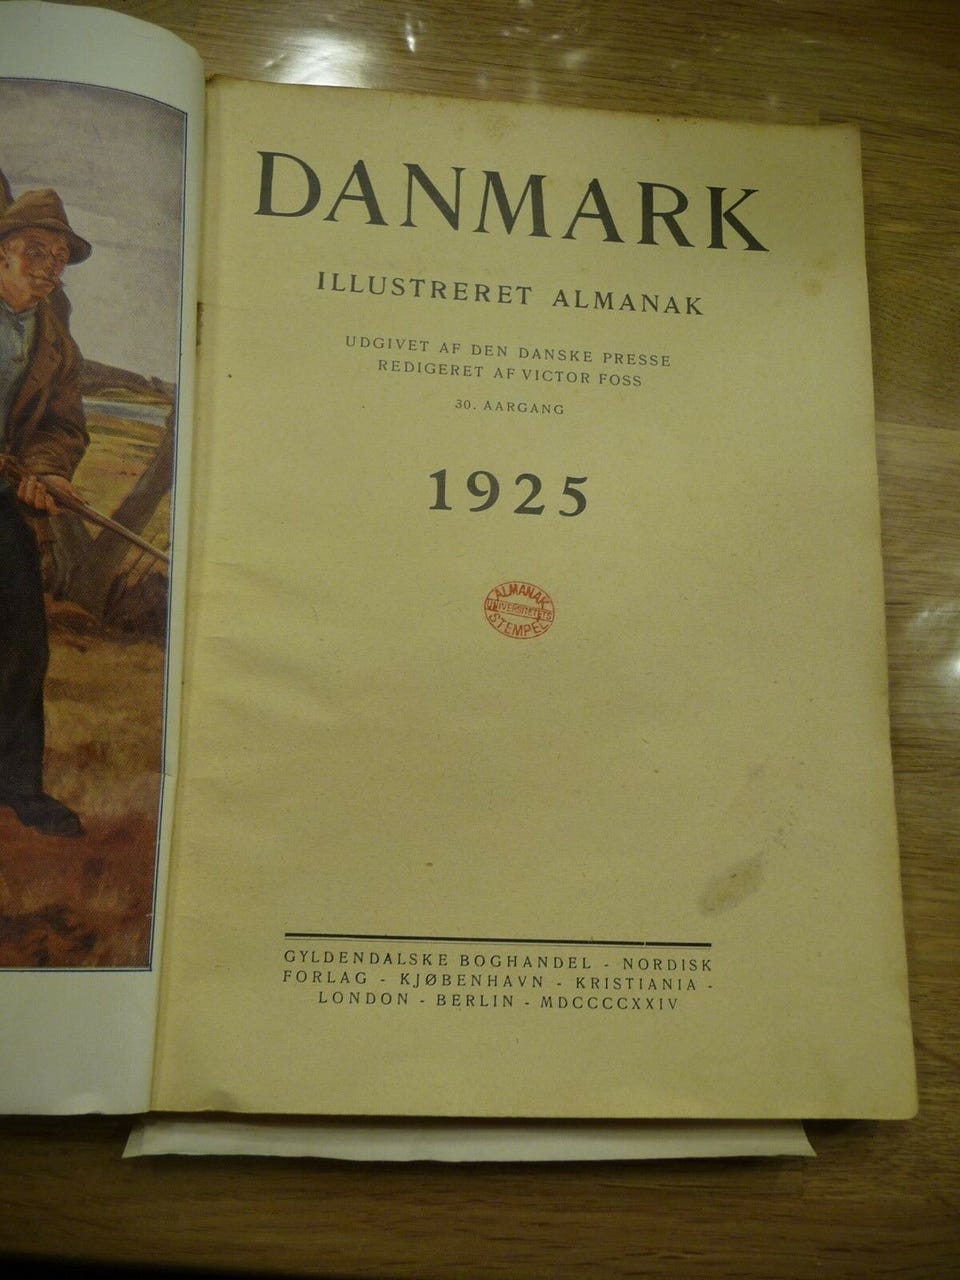 DANMARK
ILLUSTRERET ALMANAK
UDGIVET AF DEN DANSKE PRESSE
REDIGERET AF VICTOR FOSS
30. AARGANG
1925
ALMANAK
UNIVERSITETS
STEMPEL
GYLDENDALSKE BOGHANDEL - NORDISK
FORLAG - KJØBENHAVN - KRISTIANIA -
LONDON - BERLIN - MDCCCCXXIV